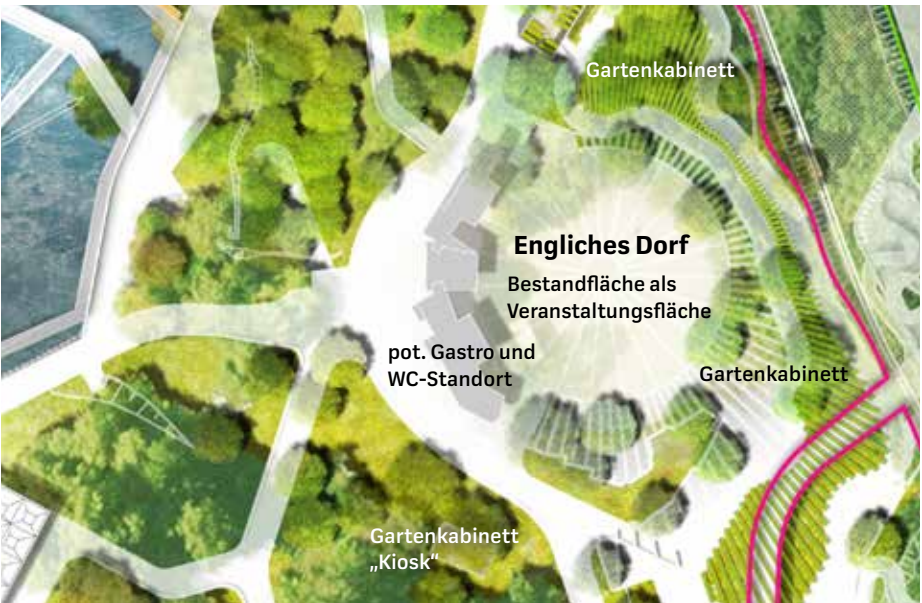 Gartenkabinett
Engliches Dorf
Bestandfläche als
Veranstaltungsfläche
pot. Gastro und
WC-Standort
Gartenkabinett
Gartenkabinett
„Kiosk“